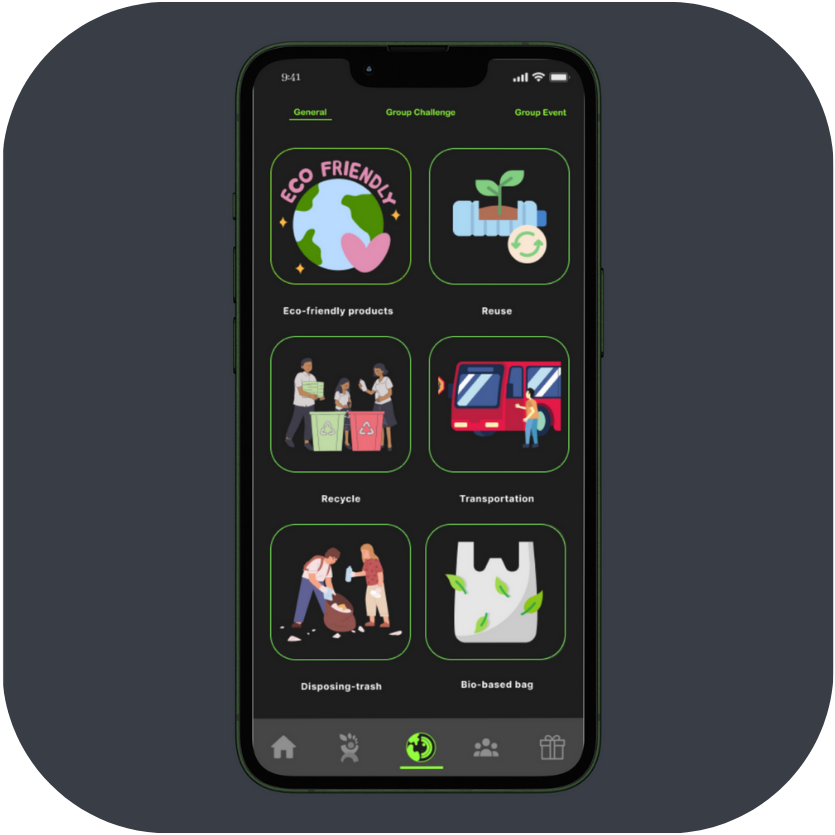 9:41
General Group Challenge Group Event
ECO FRIENDLY
Eco-friendly products Reuse
Recycle Transportation
Disposing-trash Bio-based bag